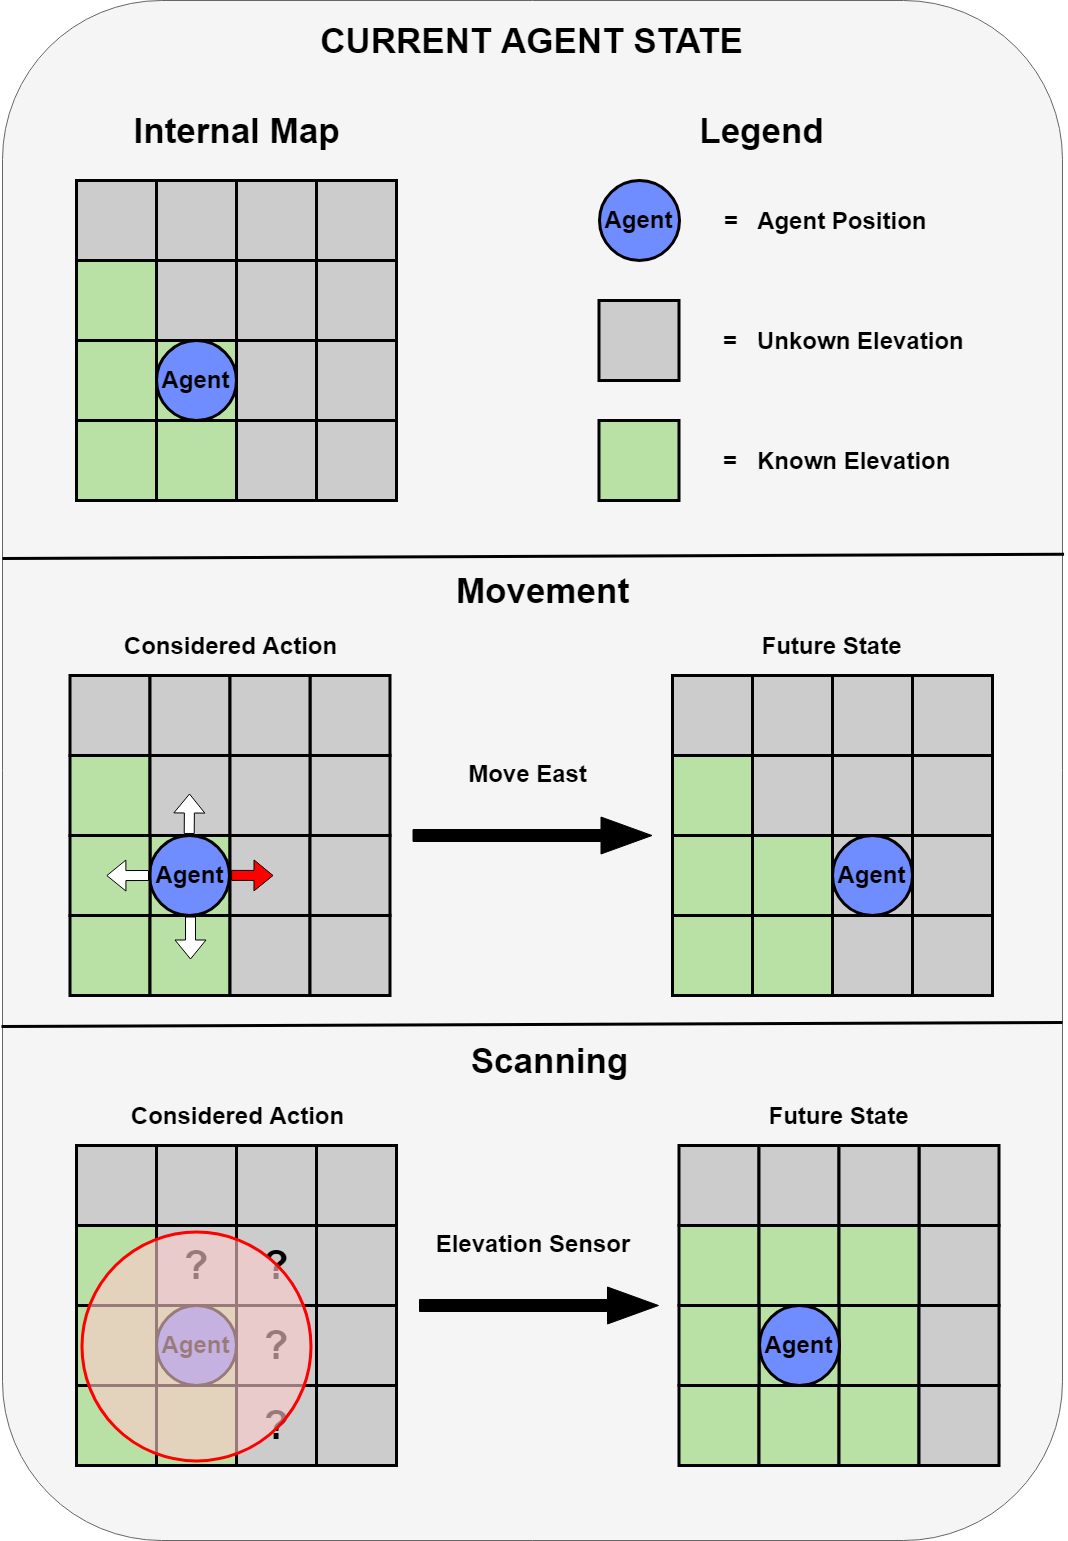 CURRENT AGENT STATE
Internal Map
Legend
Agent
Agent
= Agent Position
= Unkown Elevation
= Known Elevation
Movement
Considered Action
Future State
Agent
Move East
Agent
Scanning
Considered Action
Future State
? ?
Agent ?
?
Elevation Sensor
Agent